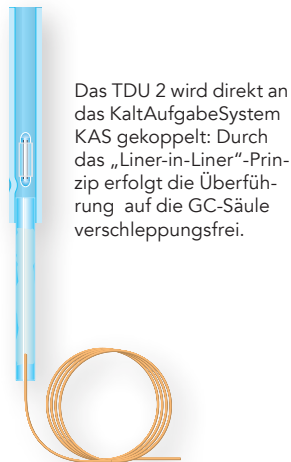 Das TDU 2 wird direkt an
das KaltAufgabeSystem
KAS gekoppelt: Durch
das „Liner-in-Liner“-Prin-
zip erfolgt die Überfüh-
rung auf die GC-Säule
verschleppungsfrei.